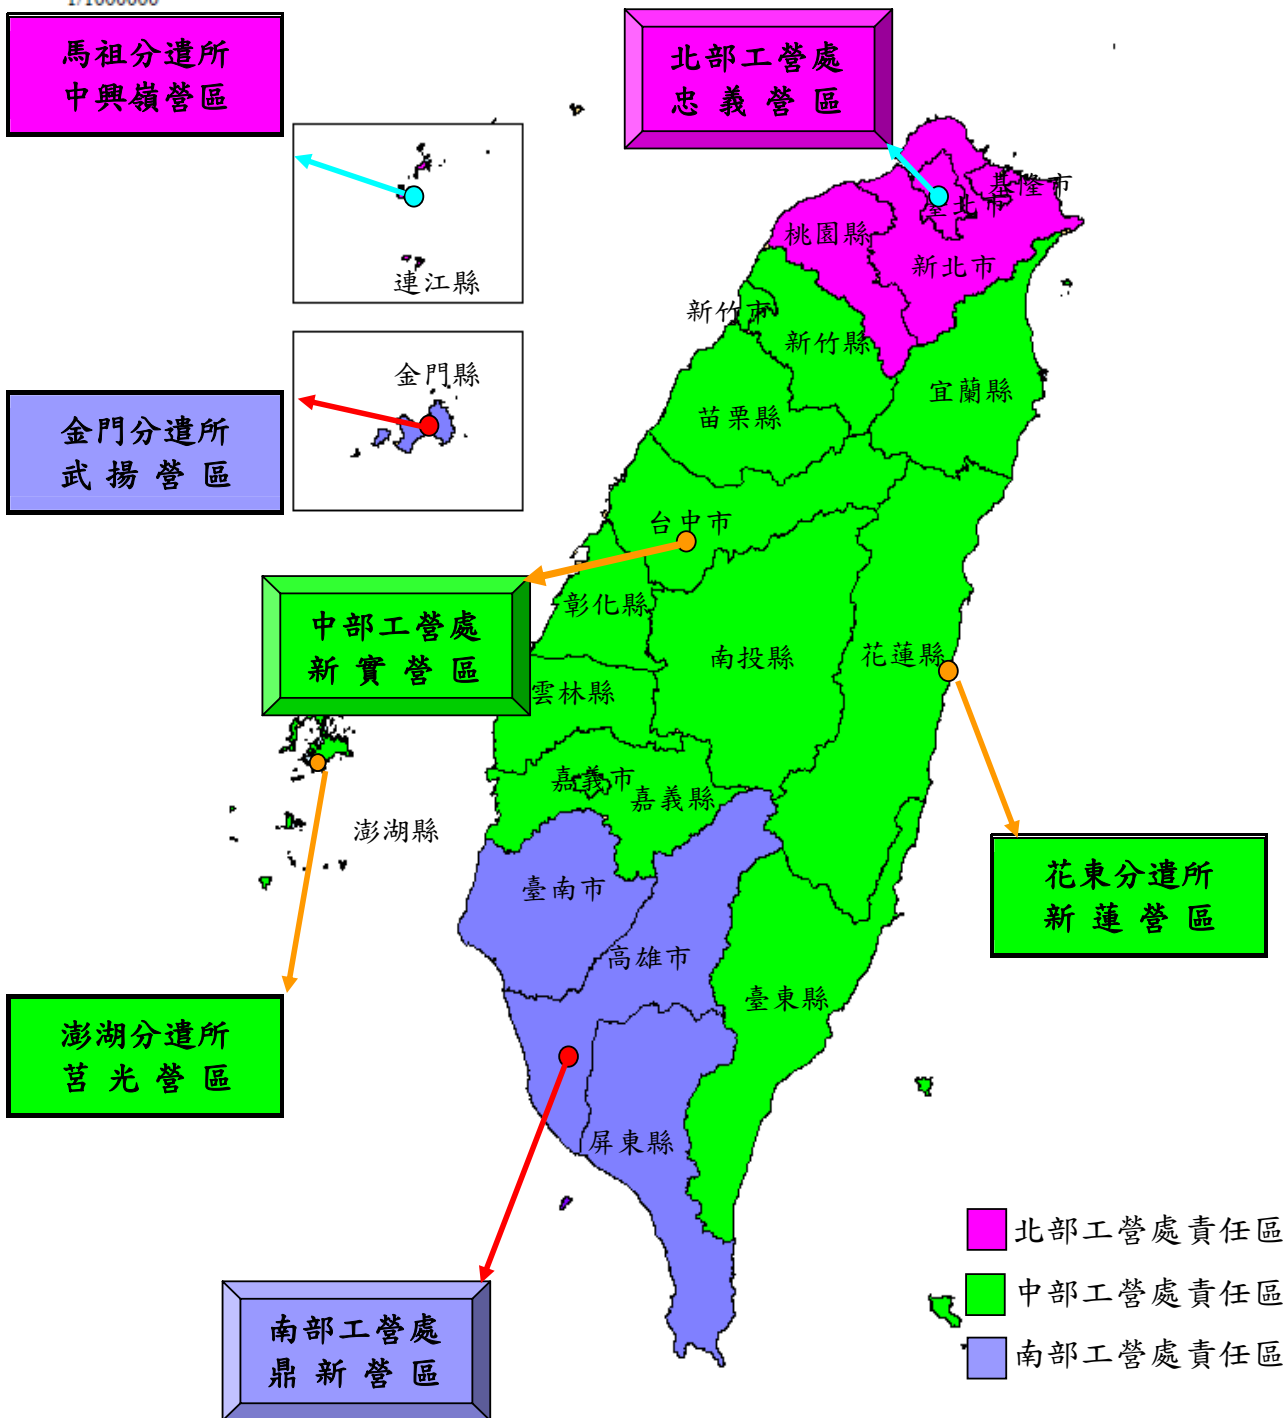 1/1000000
馬祖分遣所
中興嶺營區
北部工營處
忠義營區
基隆市
臺北市
桃園縣
新北市
連江縣
新竹市
新竹縣
金門縣
宜蘭縣
苗栗縣
金門分遣所
武揚營區
台中市
彰化縣
中部工營處
新實營區
南投縣
花蓮縣
雲林縣
嘉義市
嘉義縣
澎湖縣
臺南市
花東分遣所
新蓮營區
高雄市
臺東縣
澎湖分遣所
莒光營區
屏東縣
北部工營處責任區
中部工營處責任區
南部工營處責任區
南部工營處
鼎新營區